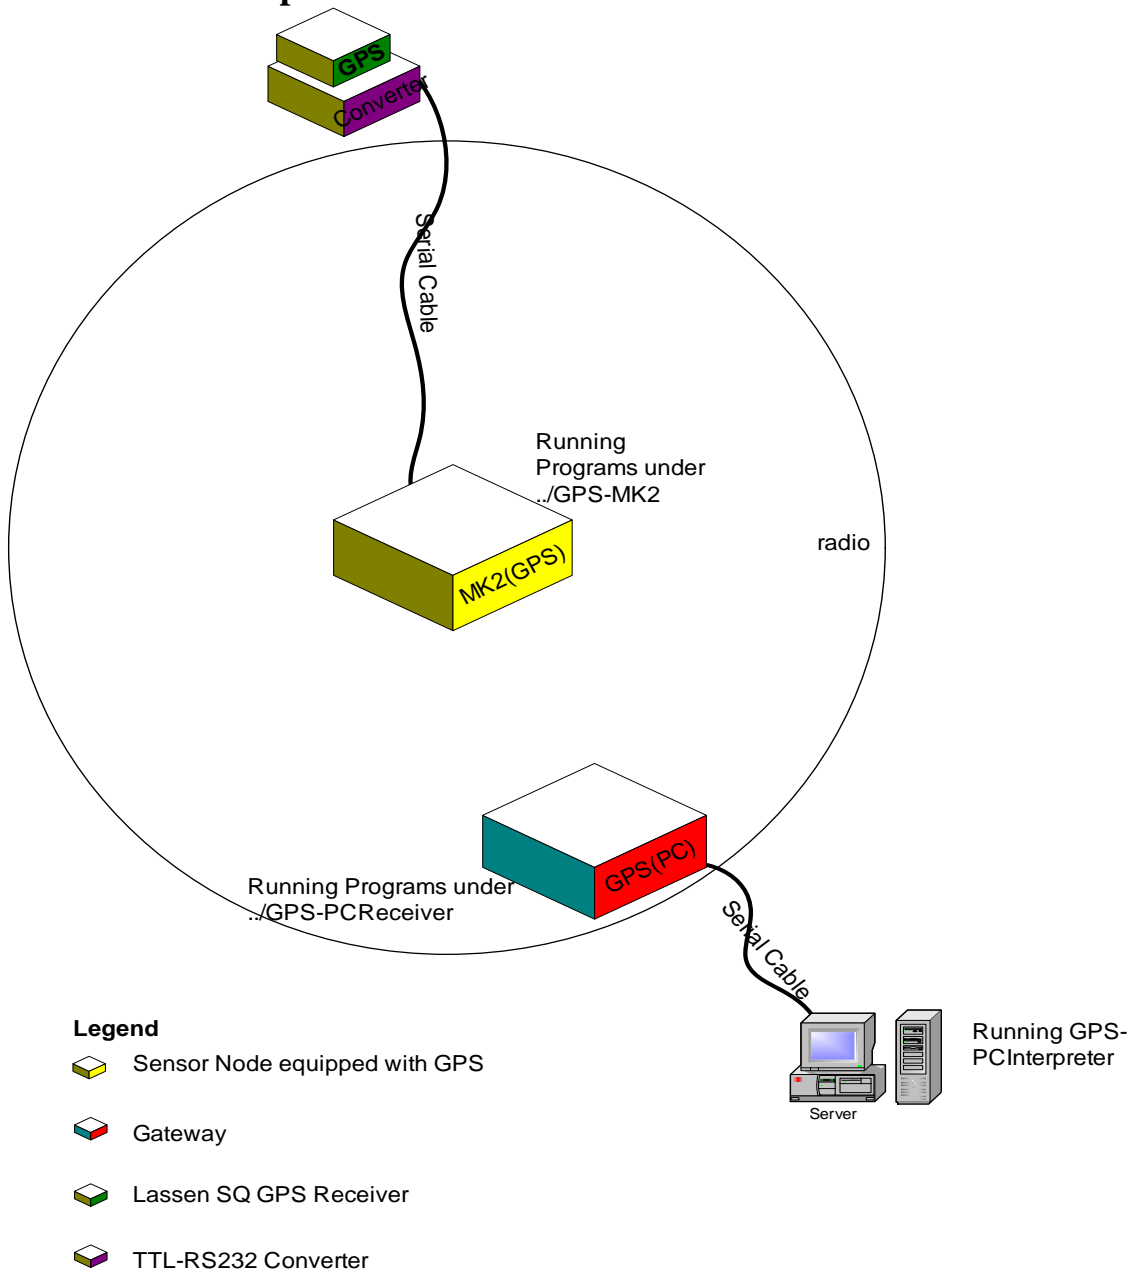 GPS
Converter
Serial Cable
Running
Programs under
../GPS-MK2
radio
MK2(GPS)
GPS(PC)
Running Programs under
../GPS-PCReceiver
Serial Cable
Legend
Sensor Node equipped with GPS
Gateway
Lassen SQ GPS Receiver
TTL-RS232 Converter
Running GPS-
PCInterpreter
Server